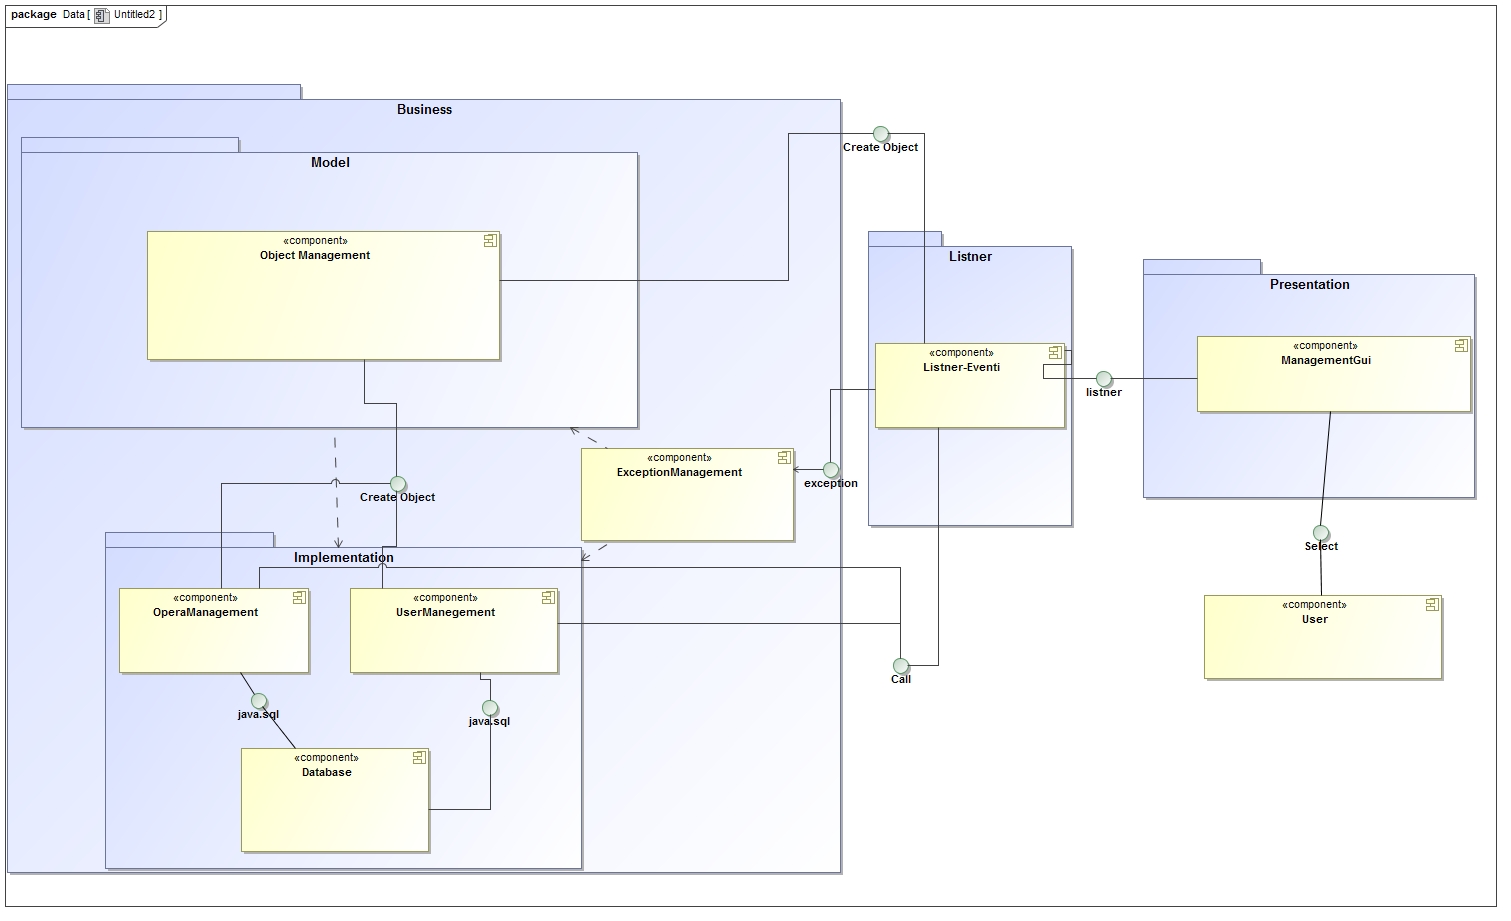 package Data [ Untitled2 ]
Business
Model
«component»
Object Management
Create Object
Listner
«component»
Listner-Eventi
Presentation
«component»
ManagementGui
listner
«component»
ExceptionManagement
exception
Create Object
Select
Implementation
«component»
OperaManagement
«component»
UserManegement
«component»
User
Call
java.sql
java.sql
«component»
Database